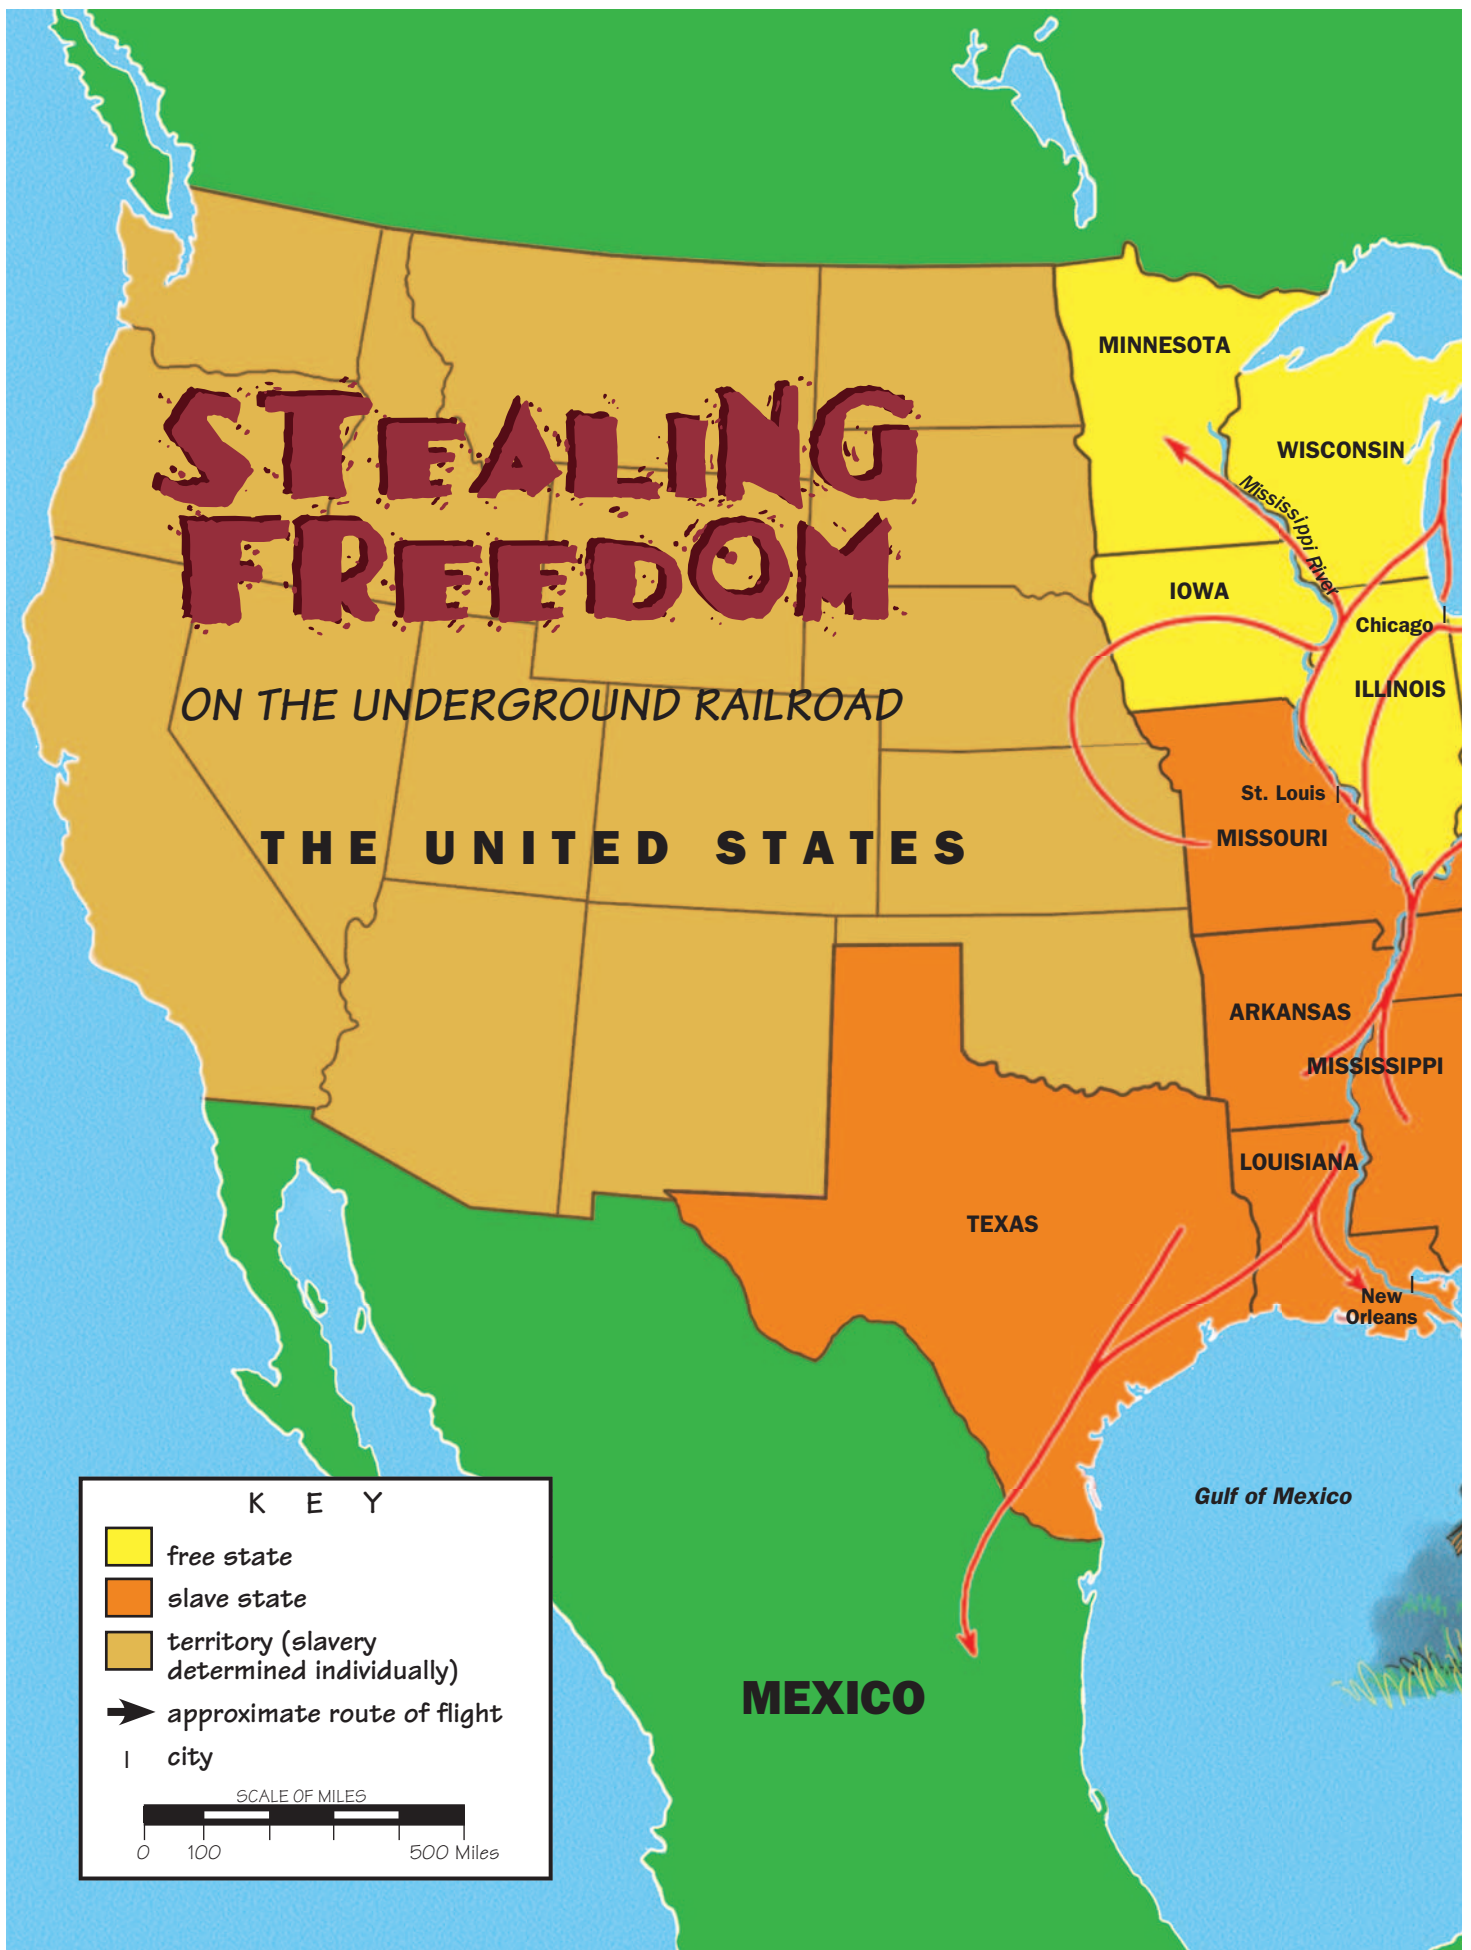 STEALING
FREEDOM
ON THE UNDERGROUND RAILROAD
THE UNITED STATES
MINNESOTA
WISCONSIN
Mississippi River
IOWA
Chicago
ILLINOIS
St. Louis
MISSOURI
ARKANSAS
MISSISSIPPI
LOUISIANA
TEXAS
New
Orleans
Gulf of Mexico
MEXICO
KEY
free state
slave state
territory (slavery
determined individually)
approximate route of flight
city
SCALE OF MILES
0 100 500 Miles